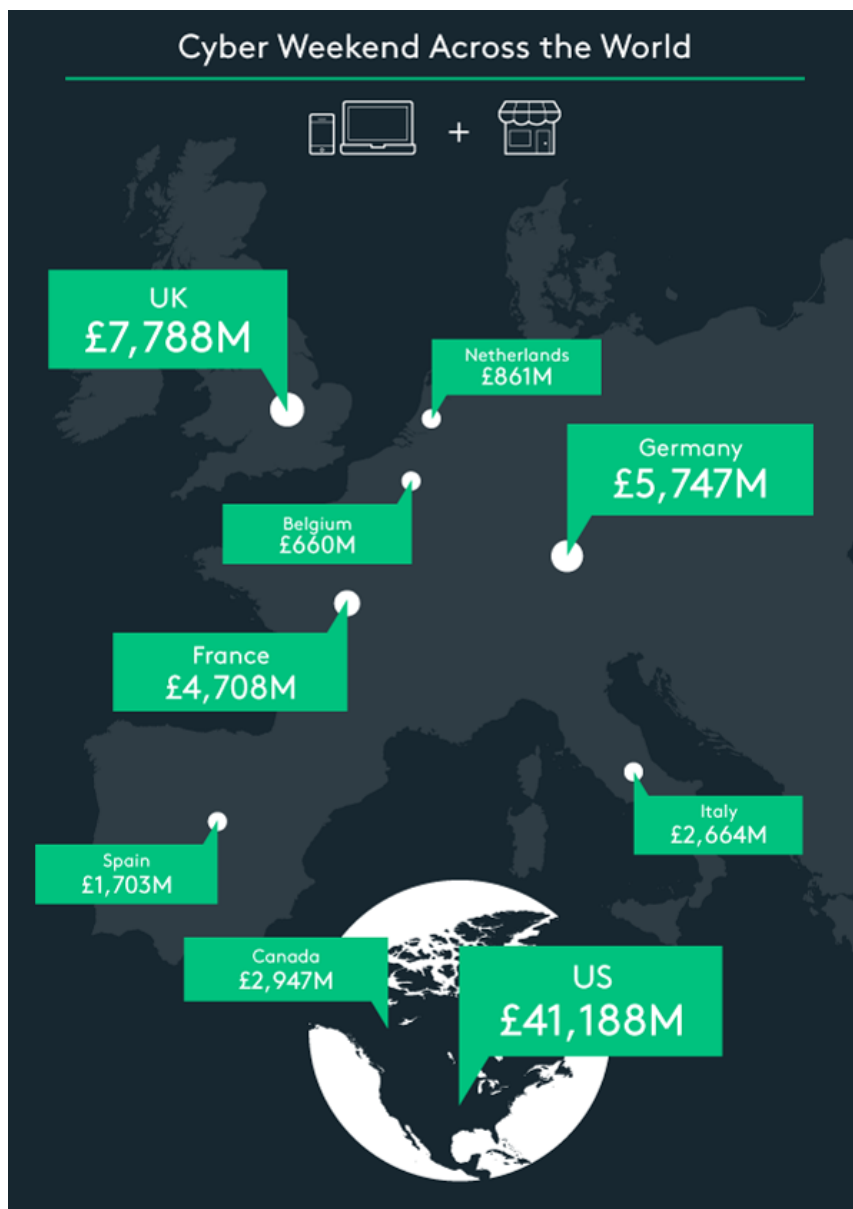 Cyber Weekend Across the World
+
UK
£7,788M
Netherlands
£861M
Germany
£5,747M
Belgium
£660M
France
£4,708M
Italy
£2,664M
Spain
£1,703M
Canada
£2,947M
US
£41,188M